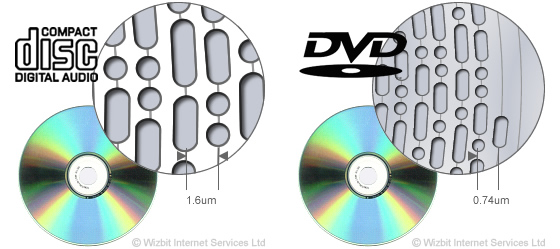 COMPACT
disc
DIGITAL AUDIO
DVD
1.6um
0.74um
© Wizbit Internet Services Ltd
© Wizbit Internet Services Ltd